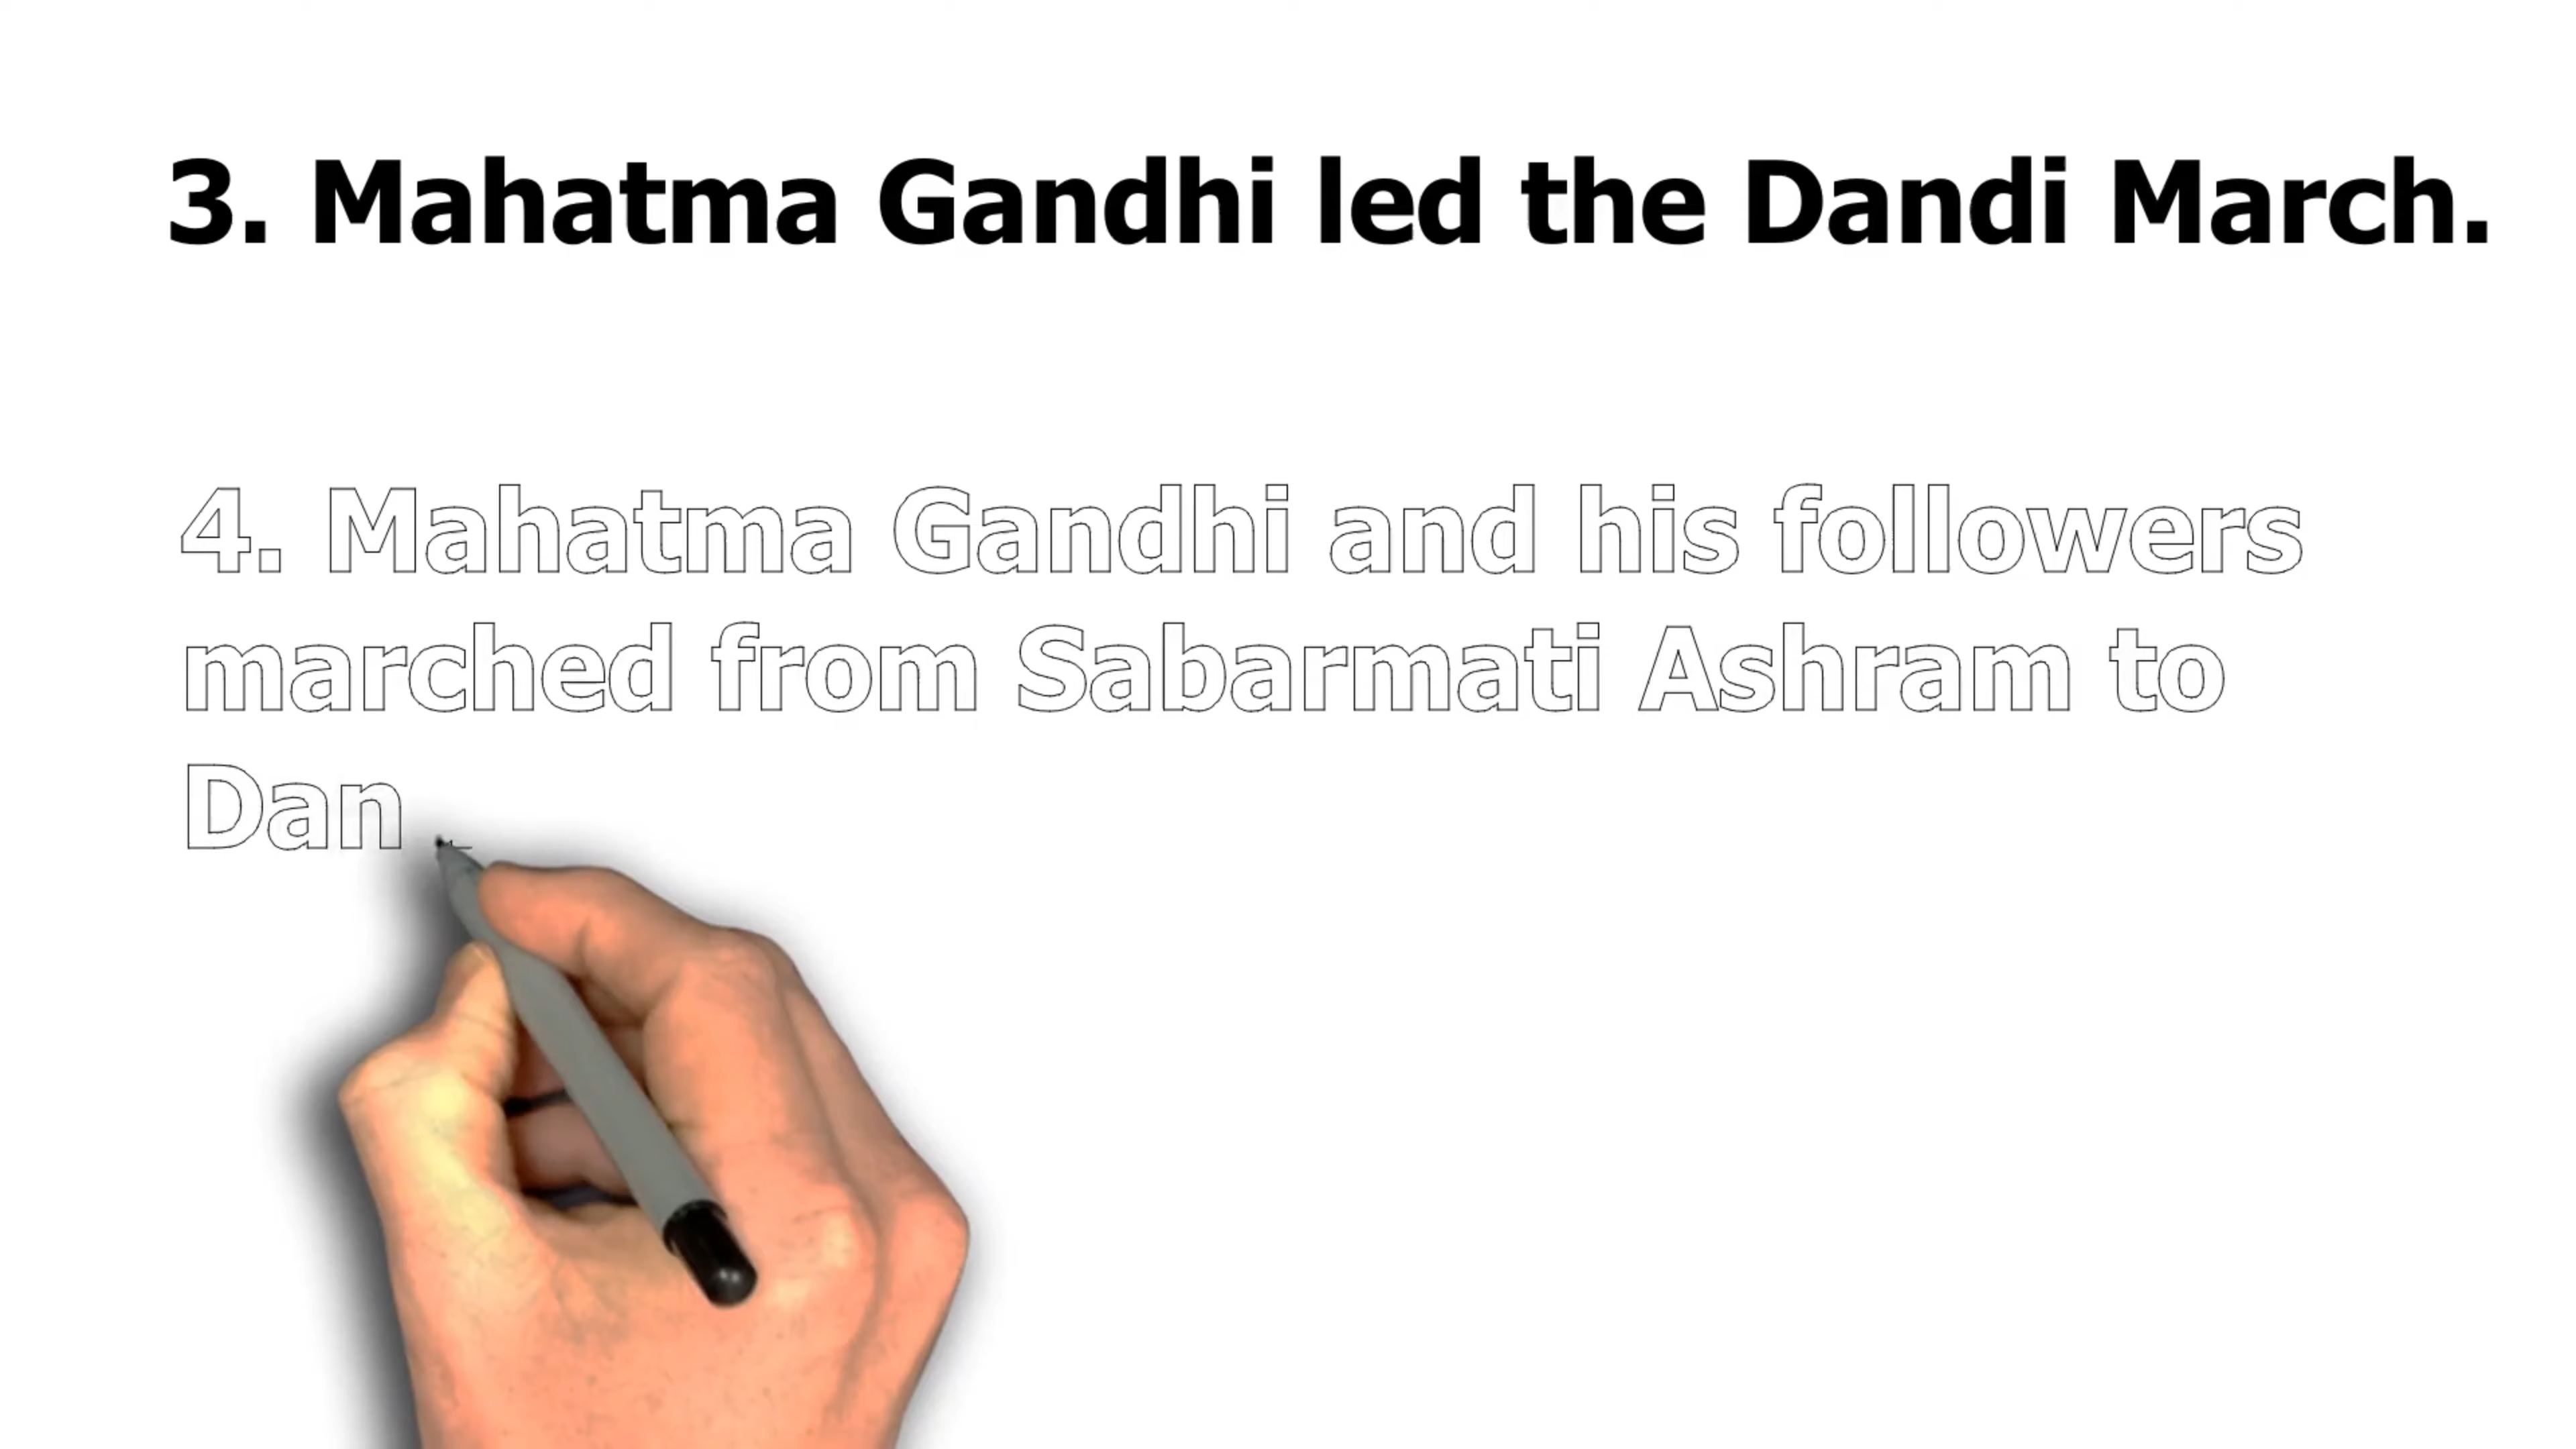 3. Mahatma Gandhi led the Dandi March.
4. Mahatma Gandhi and his followers
marched from Sabarmati Ashram to
Dan